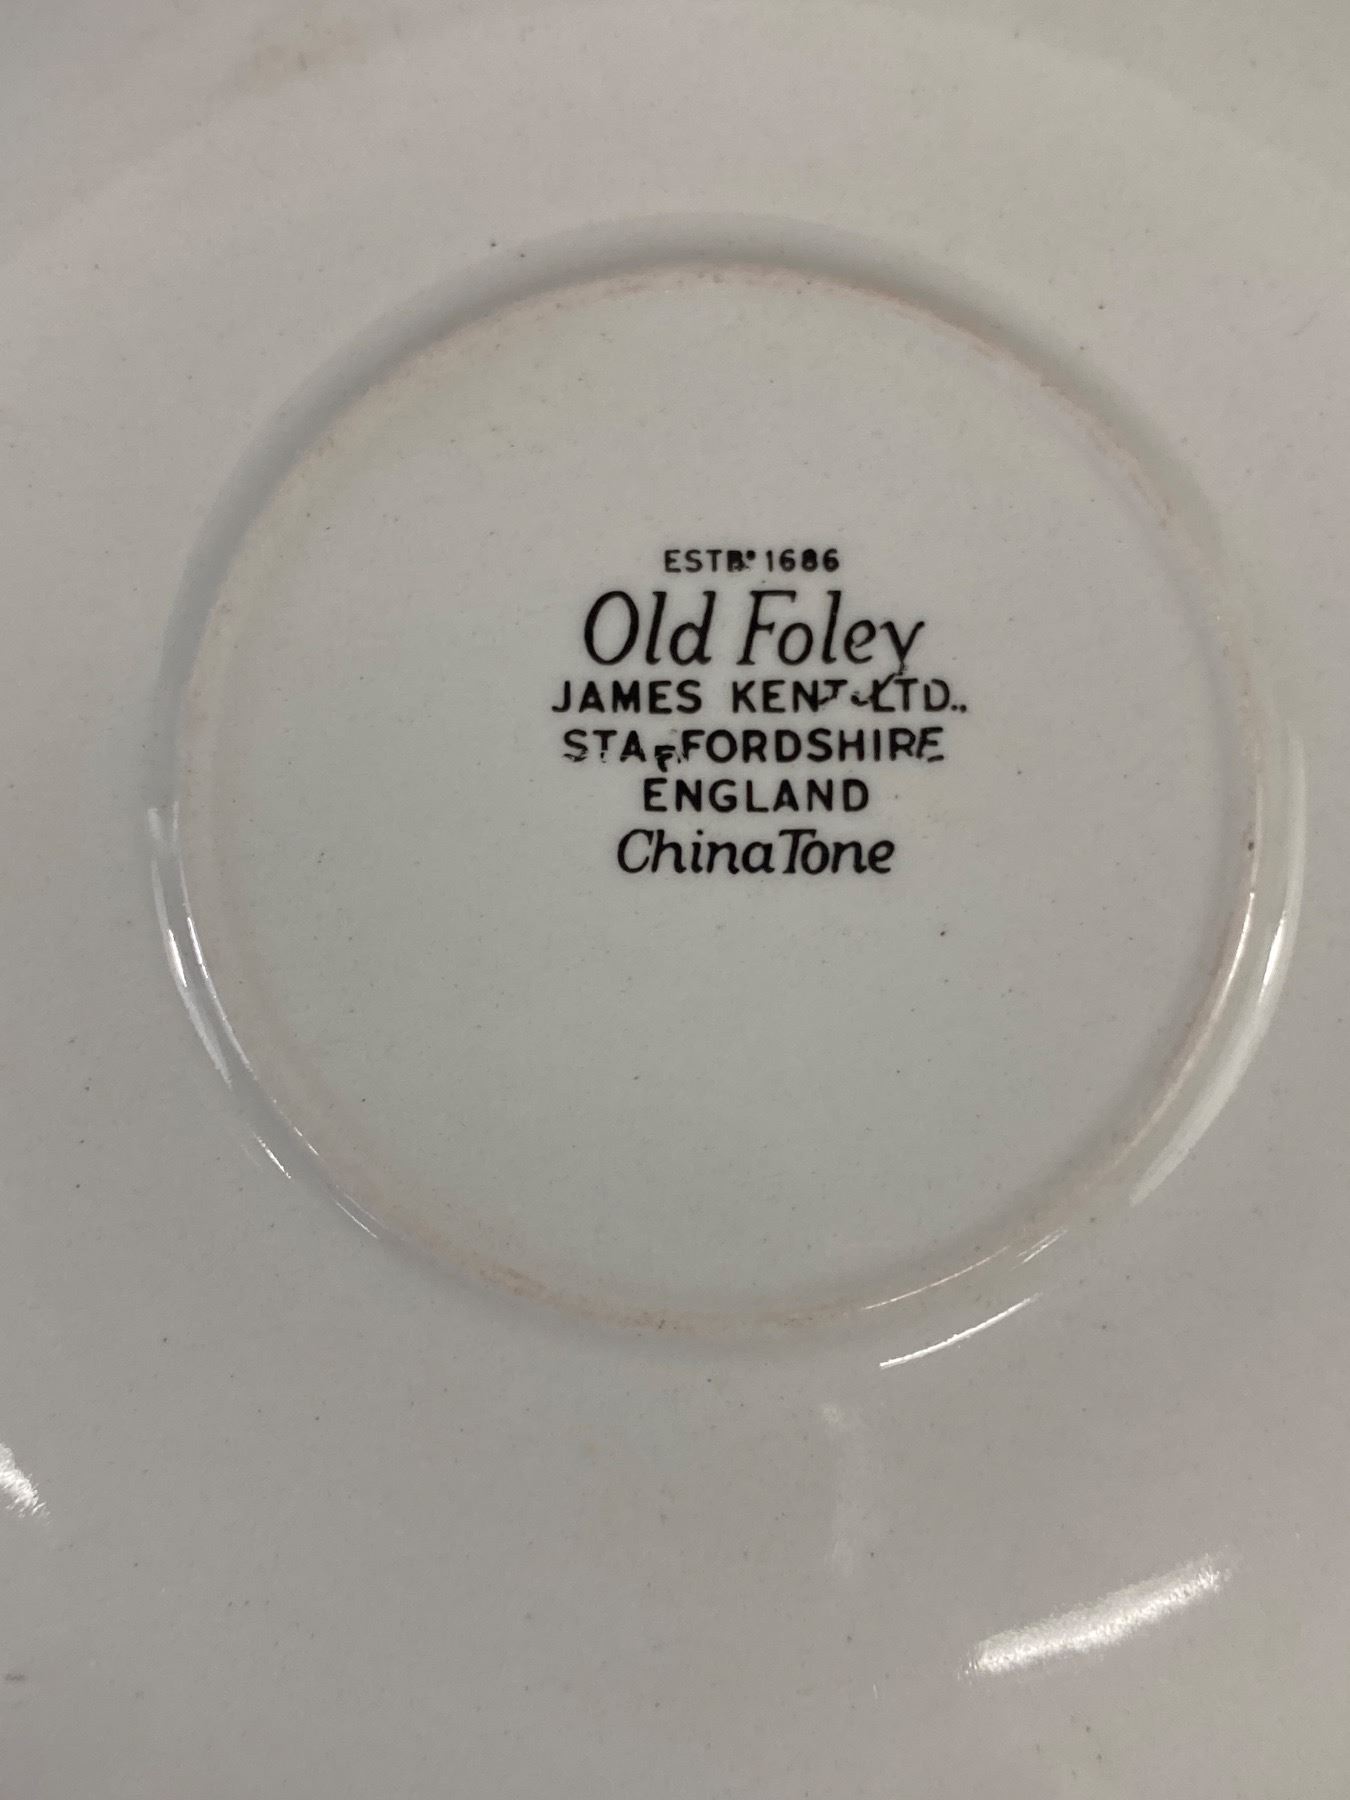 ESTB.D 1686
Old Foley
JAMES KENT LTD.,
STAFFORDSHIRE
ENGLAND
ChinaTone